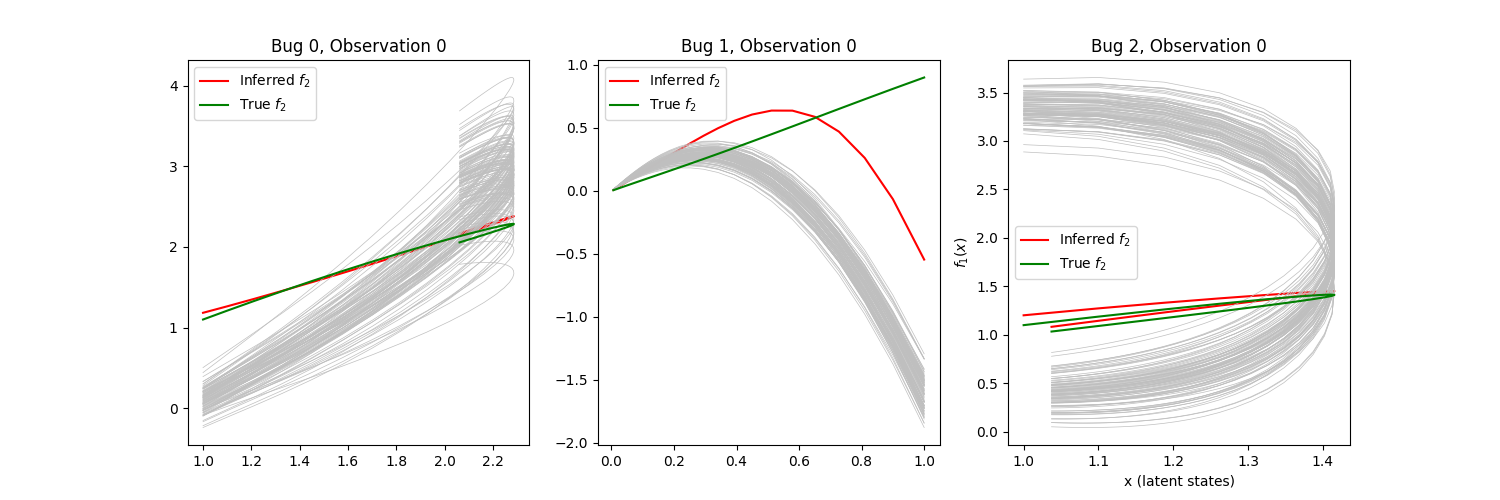 Bug 0, Observation 0
Inferred f₂
True f₂
4
3
2
1
0
1.0 1.2 1.4 1.6 1.8 2.0 2.2
Bug 1, Observation 0
Inferred f₂
True f₂
1.0
0.5
0.0
−0.5
−1.0
−1.5
−2.0
0.0 0.2 0.4 0.6 0.8 1.0
Bug 2, Observation 0
Inferred f₂
True f₂
f₁(x)
3.5
3.0
2.5
2.0
1.5
1.0
0.5
0.0
1.0 1.1 1.2 1.3 1.4
x (latent states)